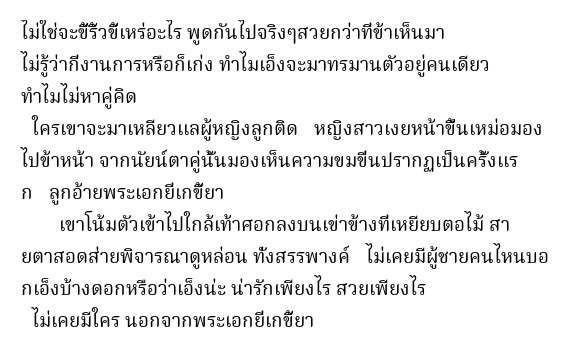 ไม่ใช่จะขี้ริ้วขี้เหร่อะไร พูดกันไปจริงๆสวยกว่าที่ข้าเห็นมา
ไม่รู้ว่ากี่งานการหรือก็เก่ง ทำไมเอ็งจะมาทรมานตัวอยู่คนเดียว
ทำไมไม่หาคู่คิด
ใครเขาจะมาเหลียวแลผู้หญิงลูกติด หญิงสาวเงยหน้าขึ้นเหม่อมอง
ไปข้าหน้า จากนัยน์ตาคู่นั้นมองเห็นความขมขื่นปรากฏเป็นครั้งแร
ก ลูกอ้ายพระเอกยี่เกขี้ยา
เขาโน้มตัวเข้าไปใกล้เท้าศอกลงบนเข่าข้างที่เหยียบตอไม้ สา
ยตาสอดส่ายพิจารณาดูหล่อน ทั้งสรรพางค์ ไม่เคยมีผู้ชายคนไหนบอ
กเอ็งบ้างดอกหรือว่าเอ็งน่ะ น่ารักเพียงไร สวยเพียงไร
ไม่เคยมีใคร นอกจากพระเอกยี่เกขี้ยา